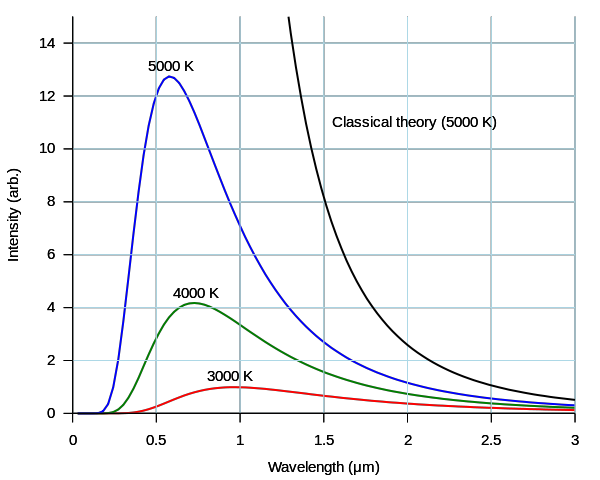 14
12
10
8
6
4
2
0
Intensity (arb.)
5000 K
Classical theory (5000 K)
4000 K
3000 K
0 0.5 1 1.5 2 2.5 3
Wavelength (μm)